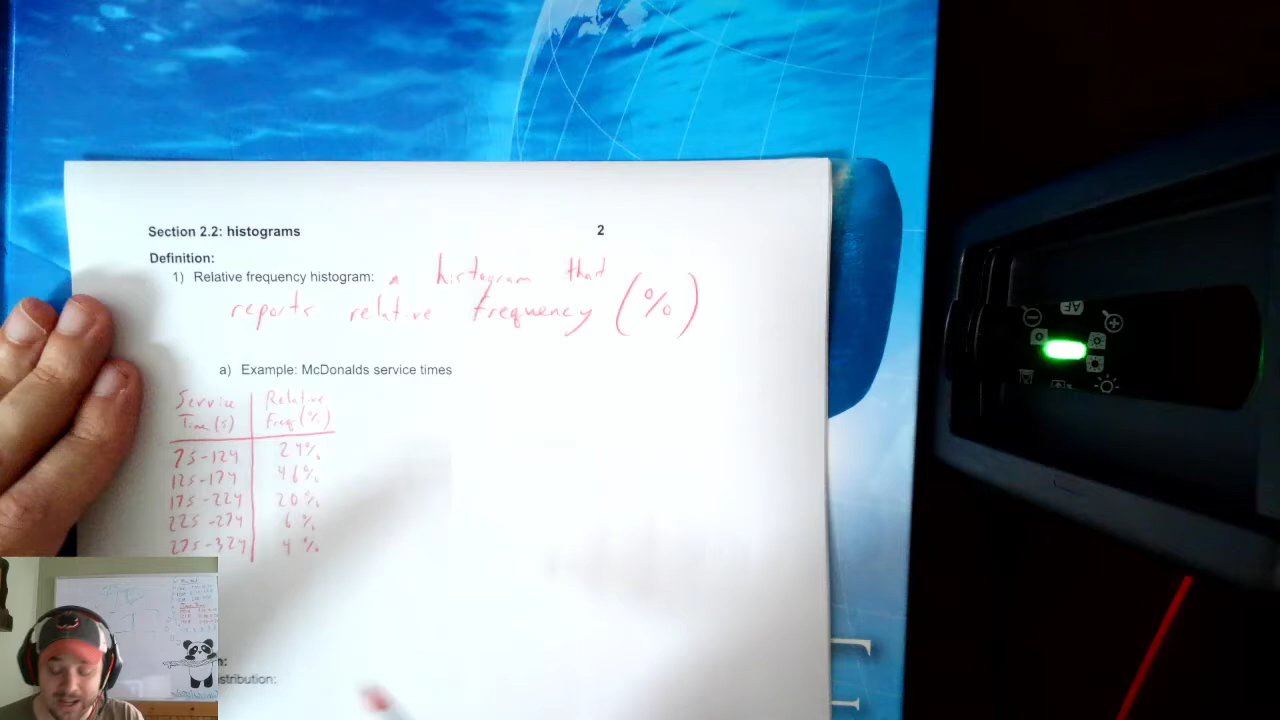 Section 2.2: histograms 2
Definition:
1) Relative frequency histogram: a histogram that
reports relative frequency (%)
a) Example: McDonalds service times
Service Relative
Time (s) Freq (%)
75-124 24%
125-174 46%
175-224 20%
225-274 6%
275-324 4%
stribution:
AF